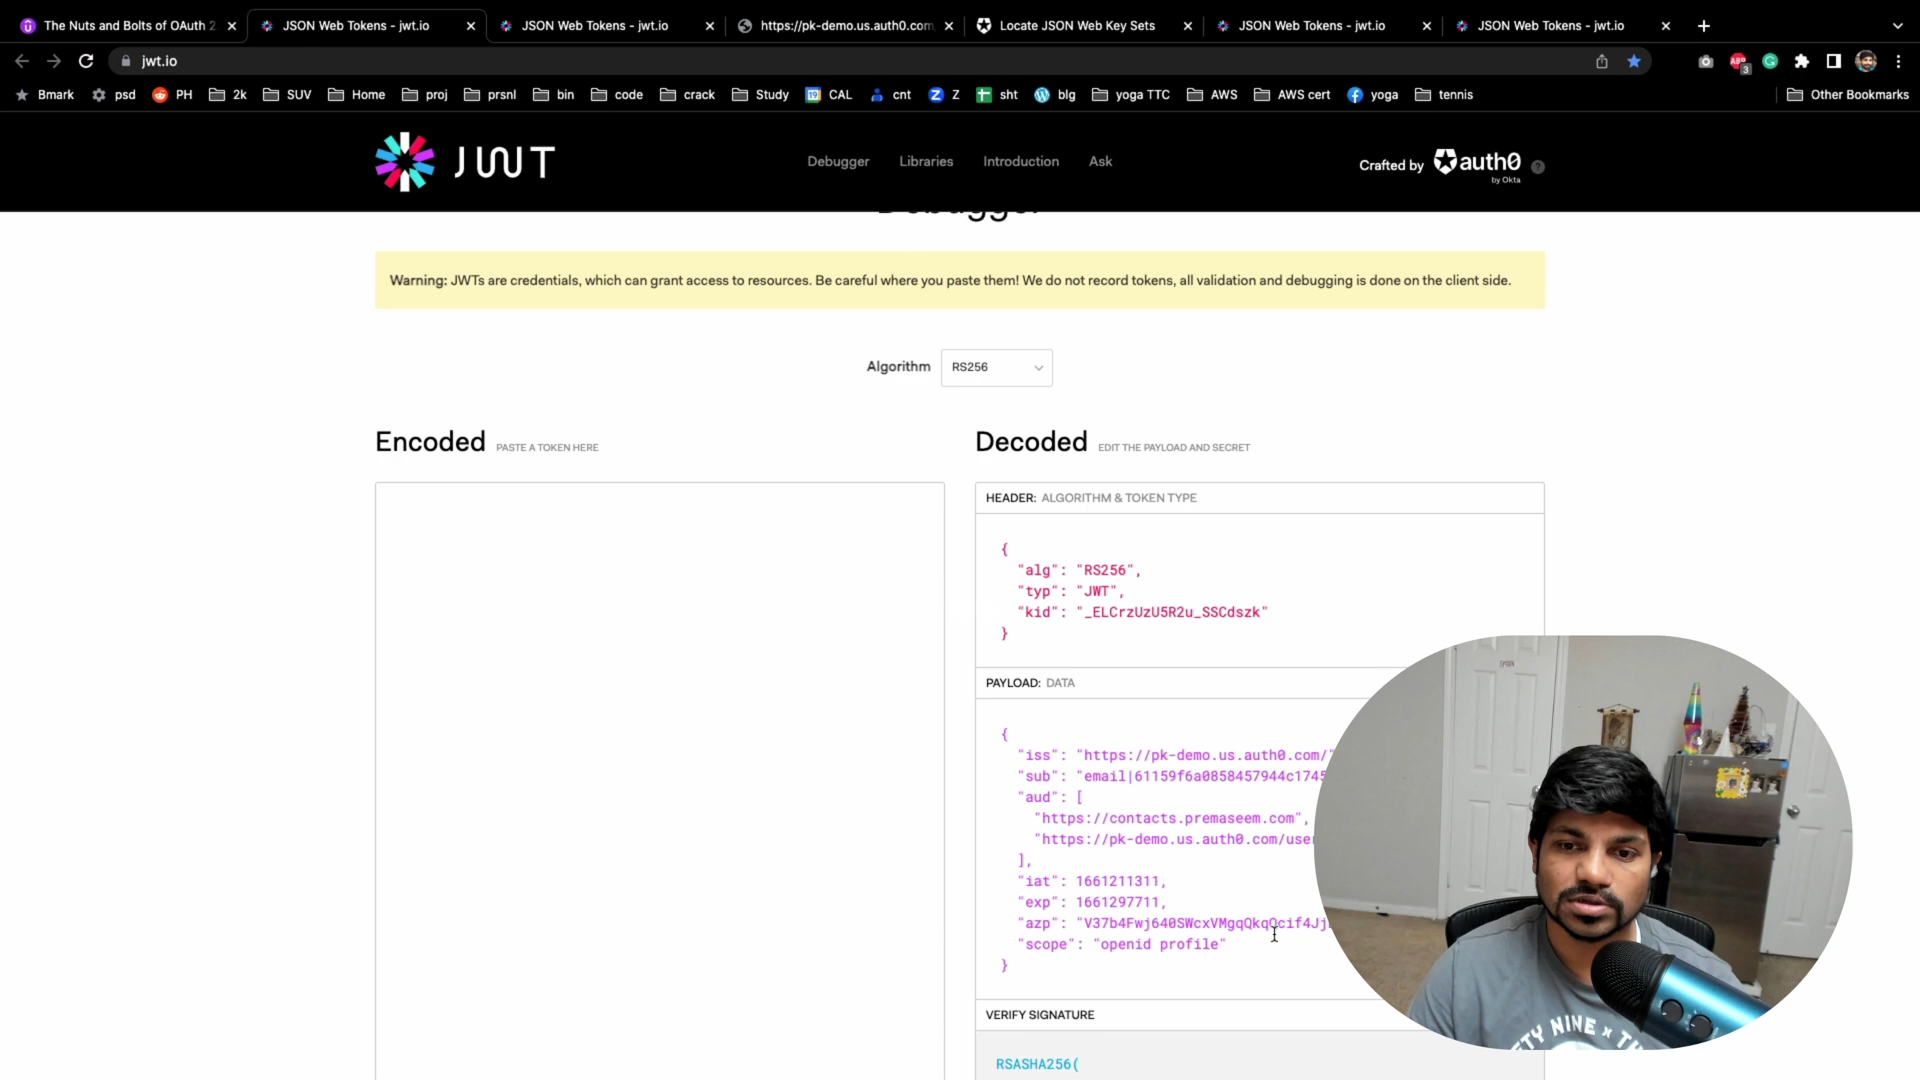 The Nuts and Bolts of OAuth 2.
JSON Web Tokens - jwt.io
JSON Web Tokens - jwt.io
https://pk-demo.us.auth0.com
Locate JSON Web Key Sets
JSON Web Tokens - jwt.io
JSON Web Tokens - jwt.io
jwt.io
ABP 3
Bmark psd PH 2k SUV Home proj prsnl bin code crack Study CAL cnt Z sht blg yoga TTC AWS AWS cert yoga tennis Other Bookmarks
JWT
Debugger Libraries Introduction Ask
Crafted by auth0
by Okta
Debugger
Warning: JWTs are credentials, which can grant access to resources. Be careful where you paste them! We do not record tokens, all validation and debugging is done on the client side.
Algorithm RS256
Encoded PASTE A TOKEN HERE
Decoded EDIT THE PAYLOAD AND SECRET
HEADER: ALGORITHM & TOKEN TYPE
{
"alg": "RS256",
"typ": "JWT",
"kid": "_ELCrzUzU5R2u_SSCdszk"
}
PAYLOAD: DATA
{
"iss": "https://pk-demo.us.auth0.com/"
"sub": "email|61159f6a0858457944c1745
"aud": [
"https://contacts.premaseem.com",
"https://pk-demo.us.auth0.com/user
],
"iat": 1661211311,
"exp": 1661297711,
"azp": "V37b4Fwj640SWcxVMgqQkqQcif4Jj
"scope": "openid profile"
}
VERIFY SIGNATURE
RSASHA256(